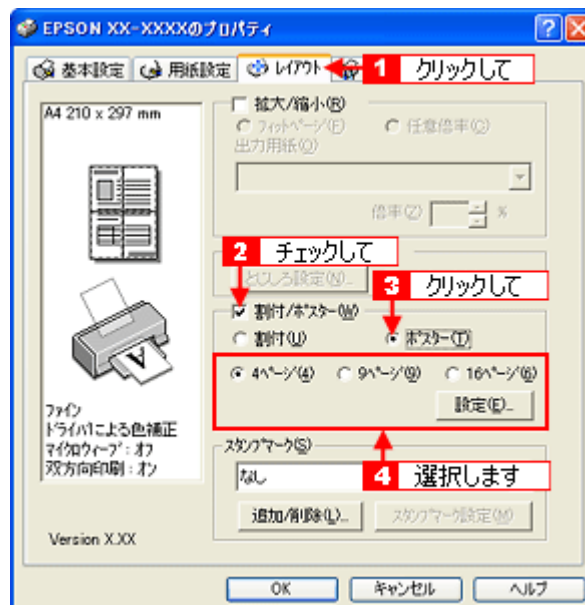 EPSON XX-XXXXのプロパティ
基本設定 用紙設定 レイアウト
1 クリックして
A4 210 x 297 mm
拡大/縮小(R)
フィットページ(F) 任意倍率(C)
出力用紙(O)
倍率(Z) %
2 チェックして
とじしろ設定(N)...
3 クリックして
割付/ポスター(W)
割付(U) ポスター(T)
4ページ(4) 9ページ(9) 16ページ(6)
設定(E)...
ファイン
ドライバによる色補正
マイクロウィーブ : オフ
双方向印刷 : オン
スタンプマーク(S)
なし
4 選択します
追加/削除(L)... スタンプマーク設定(M)
Version X.XX
OK キャンセル ヘルプ